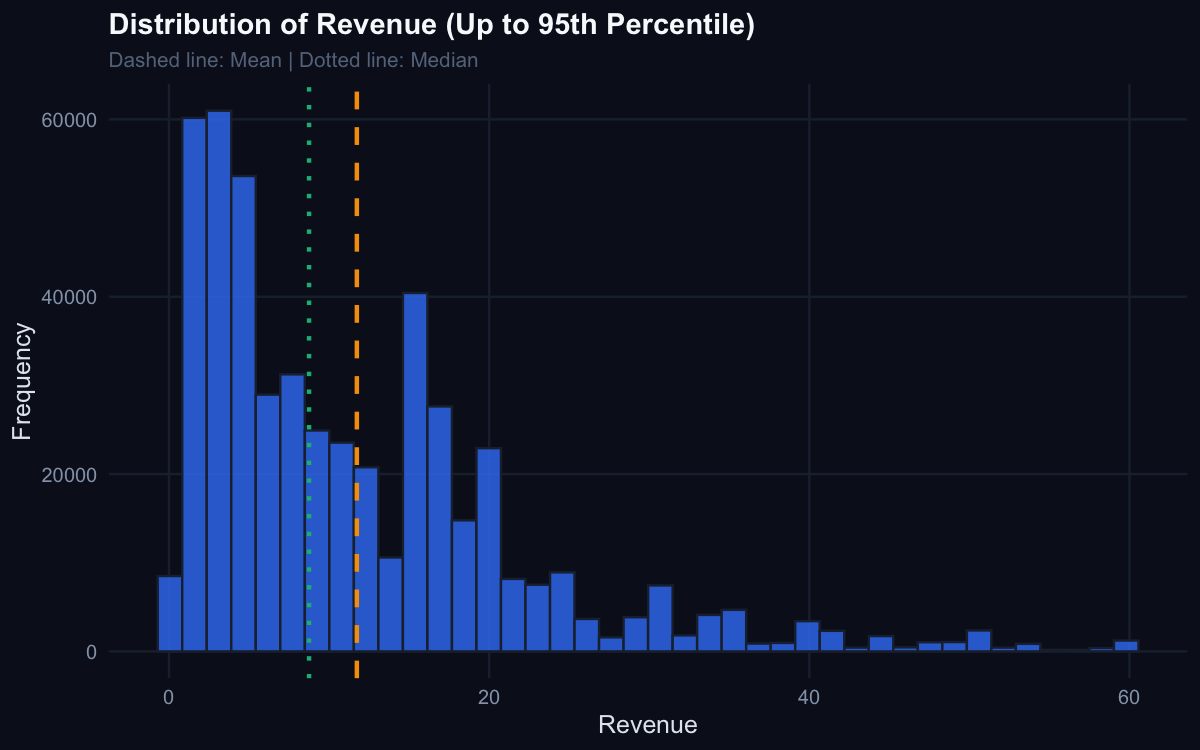 Distribution of Revenue (Up to 95th Percentile)
Dashed line: Mean | Dotted line: Median
60000
40000
20000
0
Frequency
0 20 40 60
Revenue